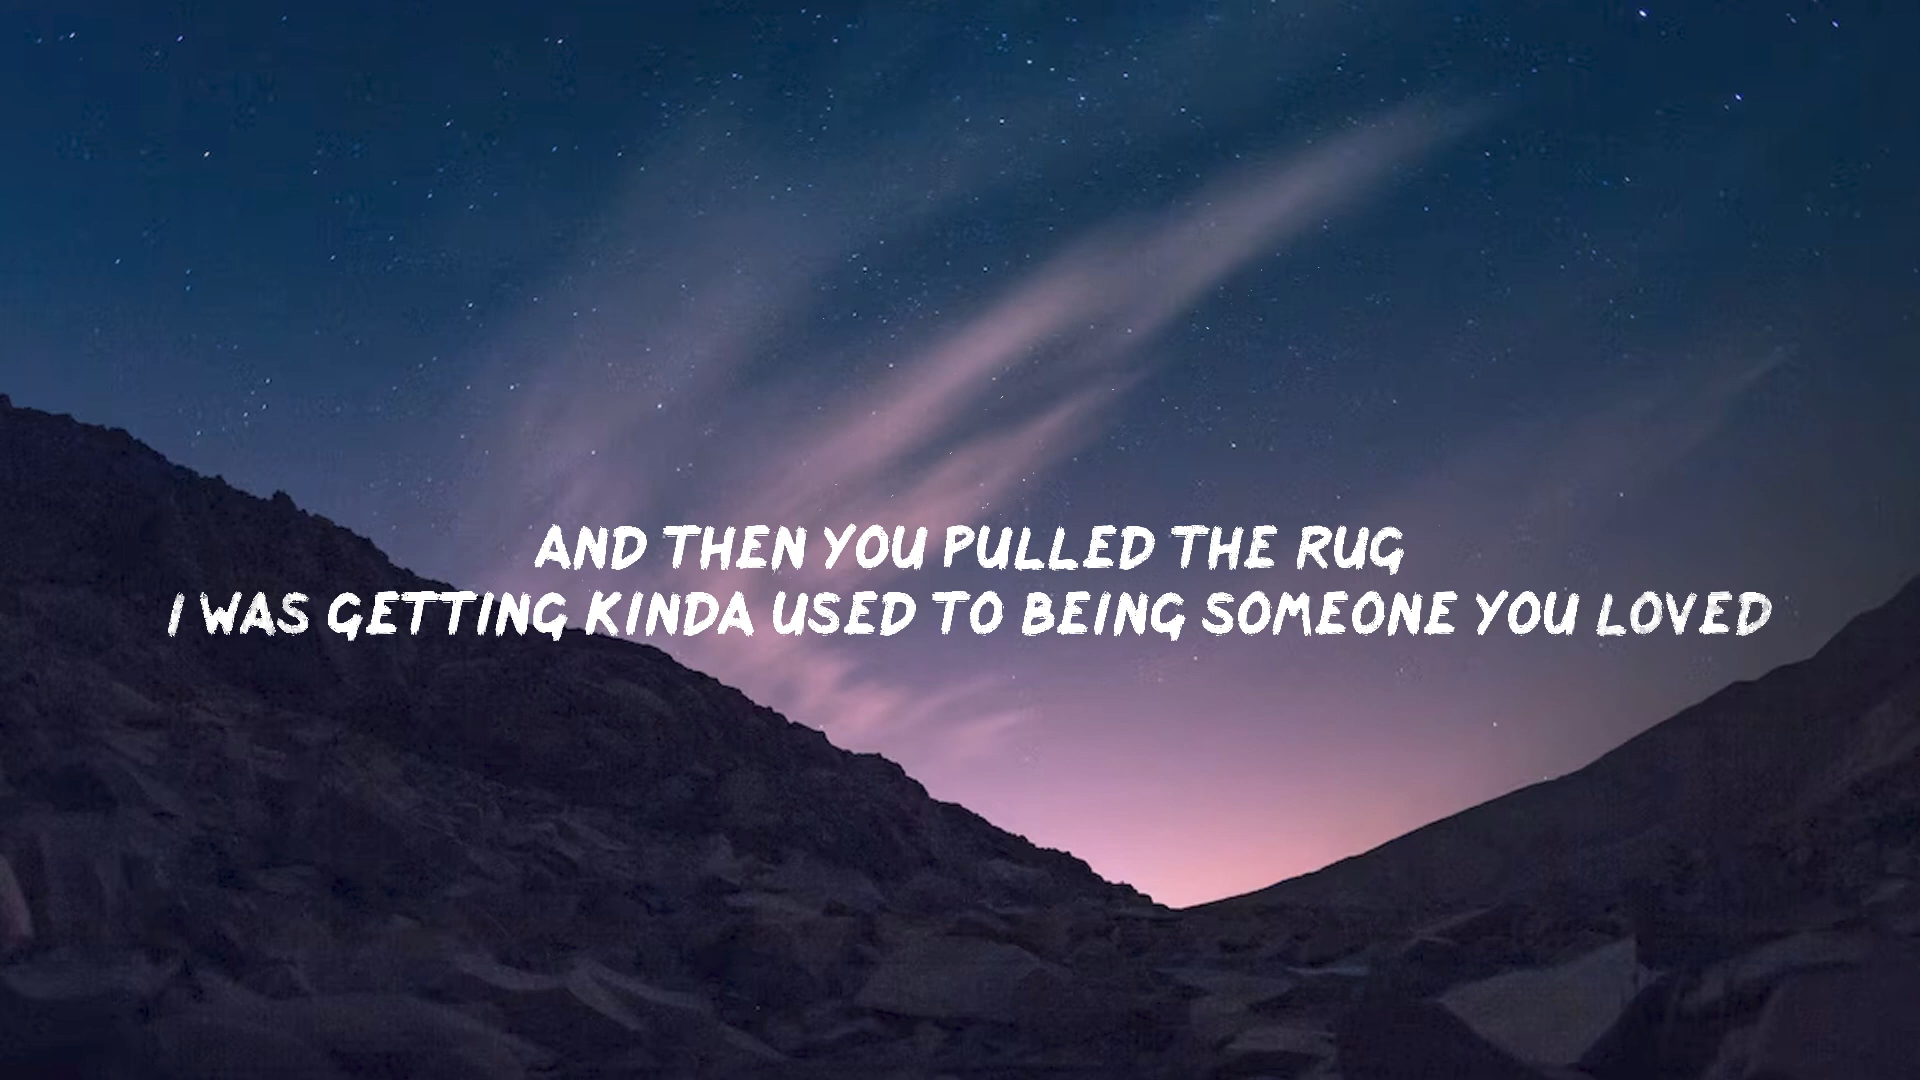 AND THEN YOU PULLED THE RUG
I WAS GETTING KINDA USED TO BEING SOMEONE YOU LOVED